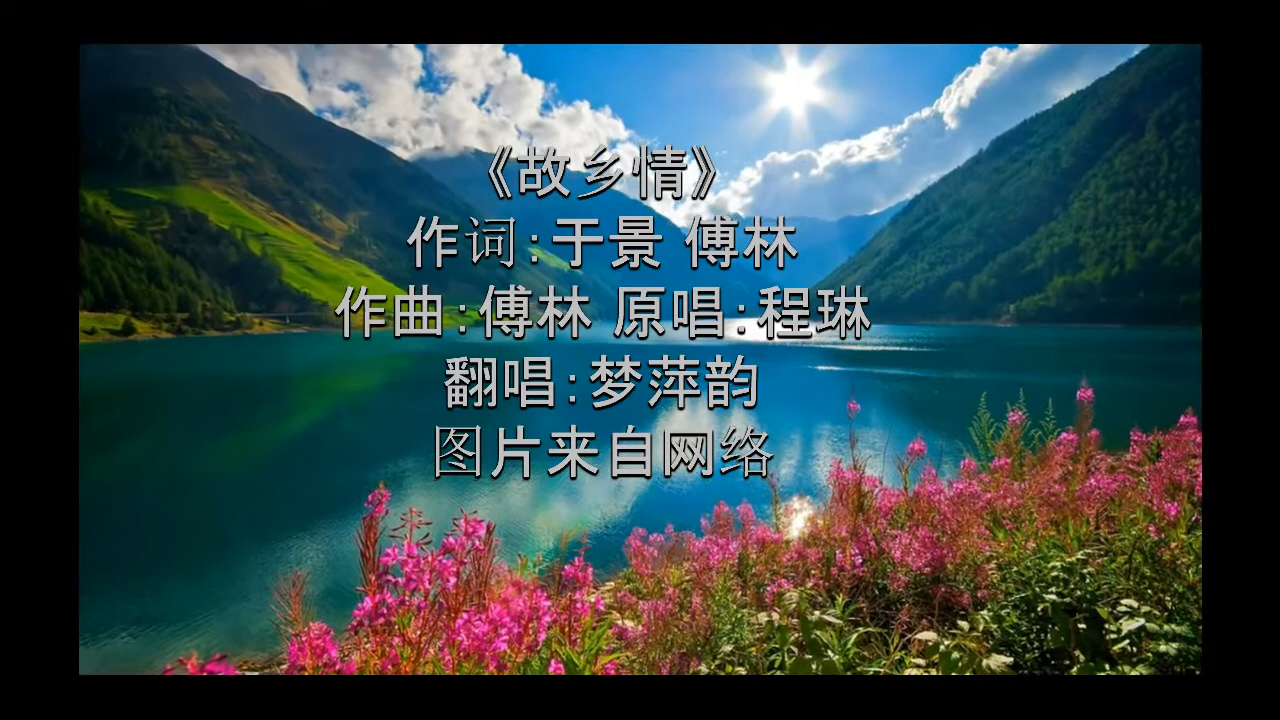 《故乡情》
作词:于景 傅林
作曲:傅林 原唱:程琳
翻唱:梦萍韵
图片来自网络